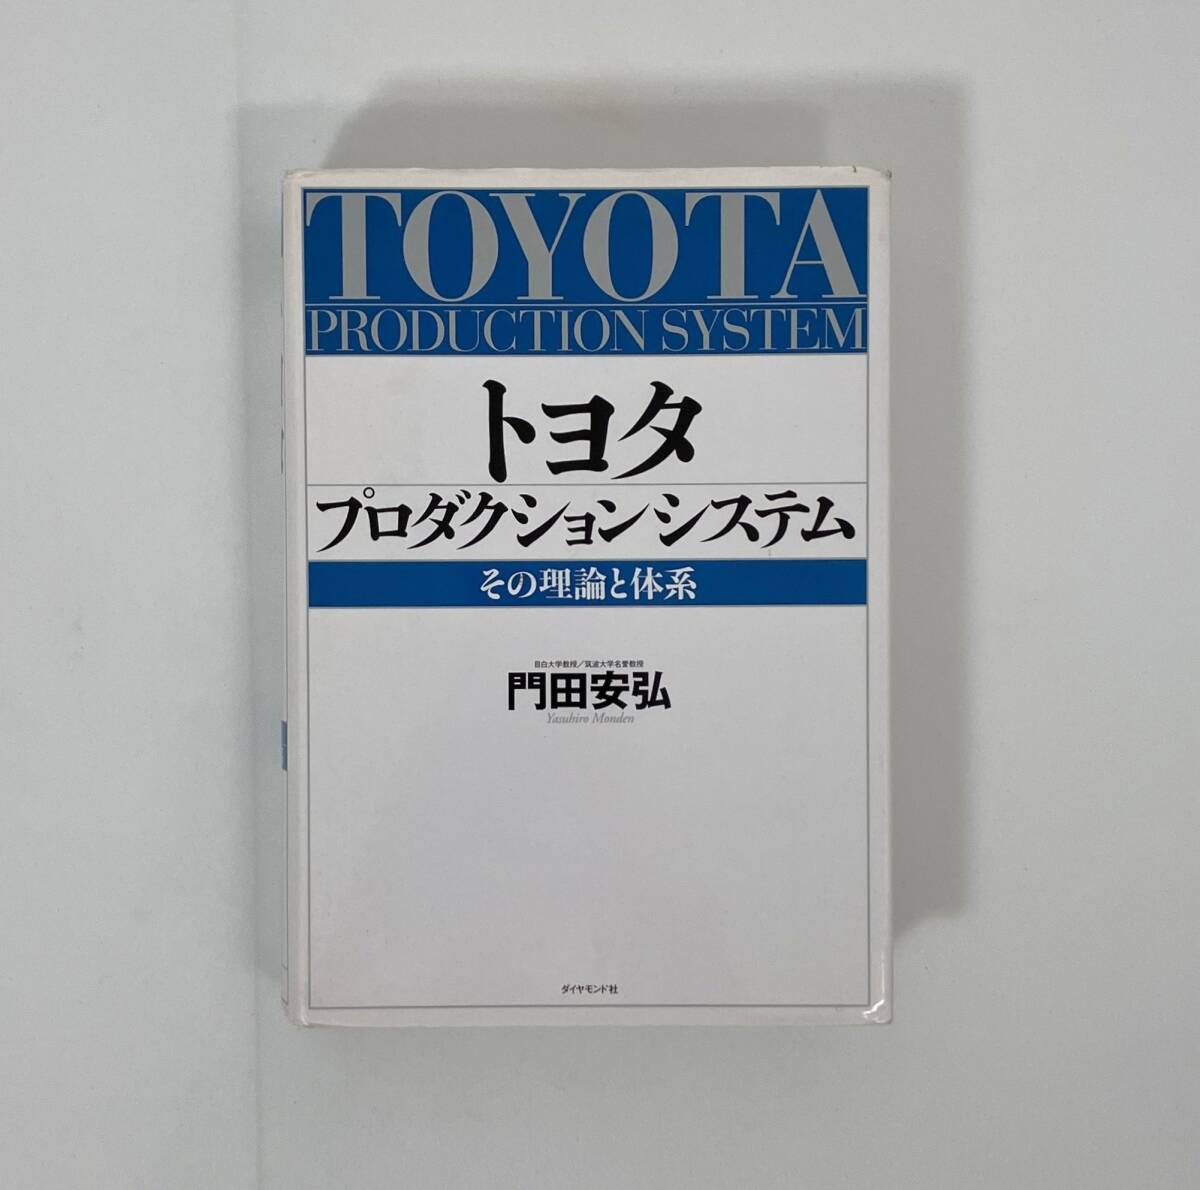 TOYOTA
PRODUCTION SYSTEM
トヨタ
プロダクションシステム
その理論と体系
目白大学教授/筑波大学名誉教授
門田安弘
Yasuhiro Monden
ダイヤモンド社